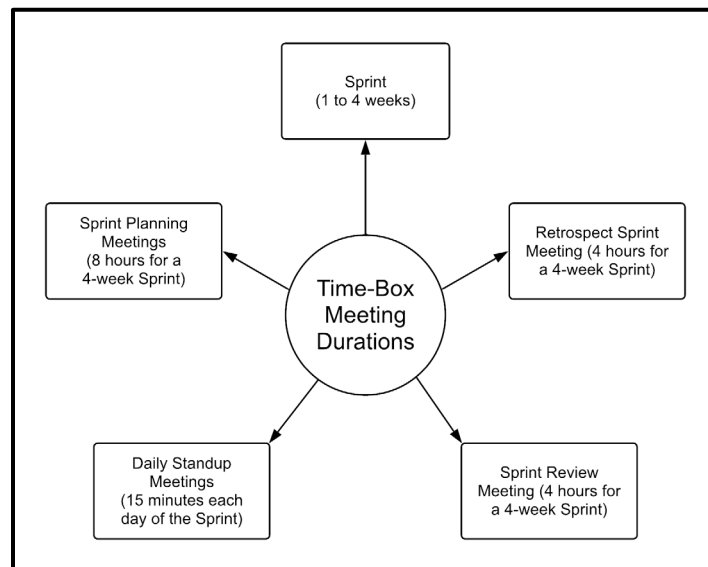 Sprint
(1 to 4 weeks)
Sprint Planning
Meetings
(8 hours for a
4-week Sprint)
Retrospect Sprint
Meeting (4 hours for
a 4-week Sprint)
Time-Box
Meeting
Durations
Daily Standup
Meetings
(15 minutes each
day of the Sprint)
Sprint Review
Meeting (4 hours for
a 4-week Sprint)